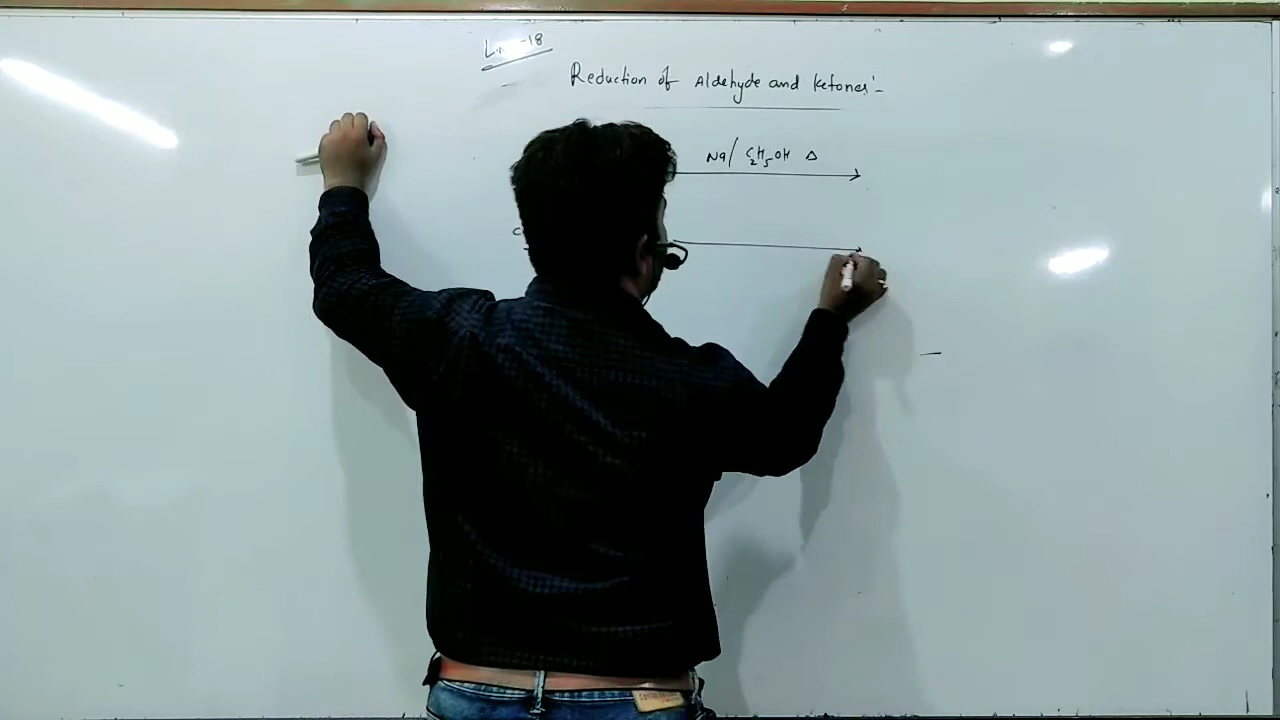 Reduction of Aldehyde and Ketones:-
Na/ C₂H₅OH Δ